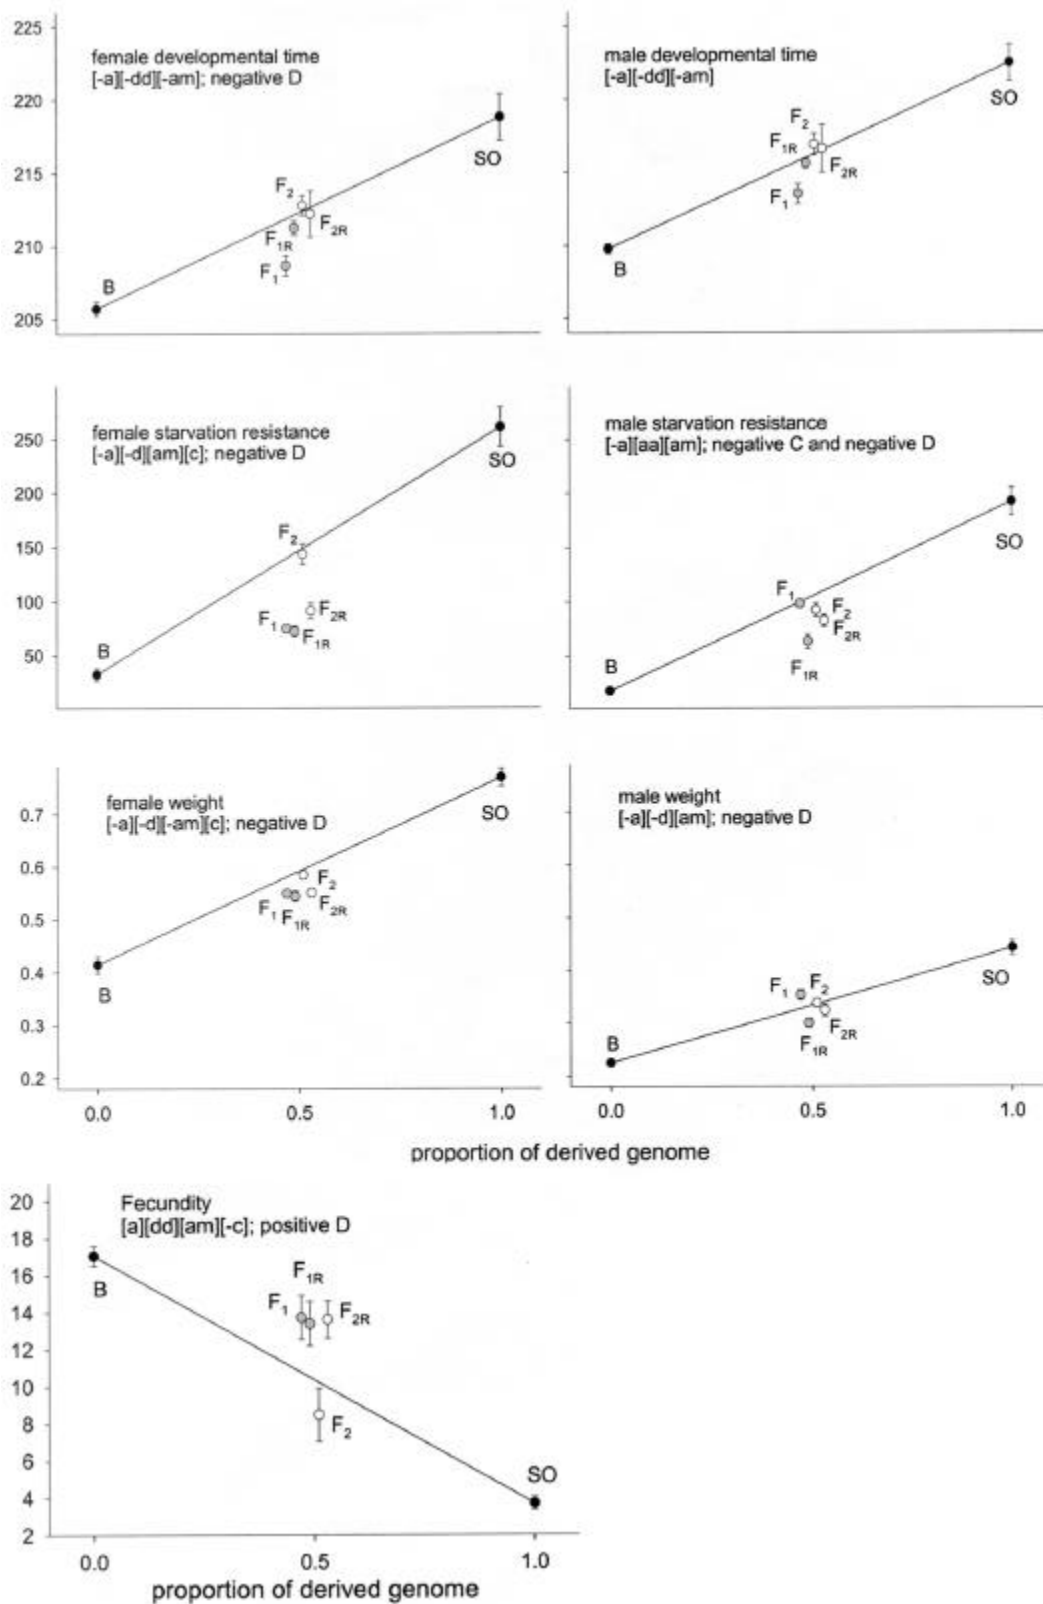 female developmental time
[-a][-dd][-am]; negative D
225
220
215
210
205
B
F2
F1R
F2R
F1
SO
male developmental time
[-a][-dd][-am]
B
F2
F1R
F2R
F1
SO
female starvation resistance
[-a][-d][am][c]; negative D
250
200
150
100
50
B
F2
F2R
F1
F1R
SO
male starvation resistance
[-a][aa][am]; negative C and negative D
B
F1
F2
F2R
F1R
SO
female weight
[-a][-d][-am][c]; negative D
0.7
0.6
0.5
0.4
0.3
0.2
B
F2
F1
F1R
F2R
SO
0.0
0.5
1.0
male weight
[-a][-d][am]; negative D
B
F1
F2
F2R
F1R
SO
0.0
0.5
1.0
proportion of derived genome
Fecundity
[a][dd][am][-c]; positive D
20
18
16
14
12
10
8
6
4
2
B
F1R
F1
F2R
F2
SO
0.0
0.5
1.0
proportion of derived genome